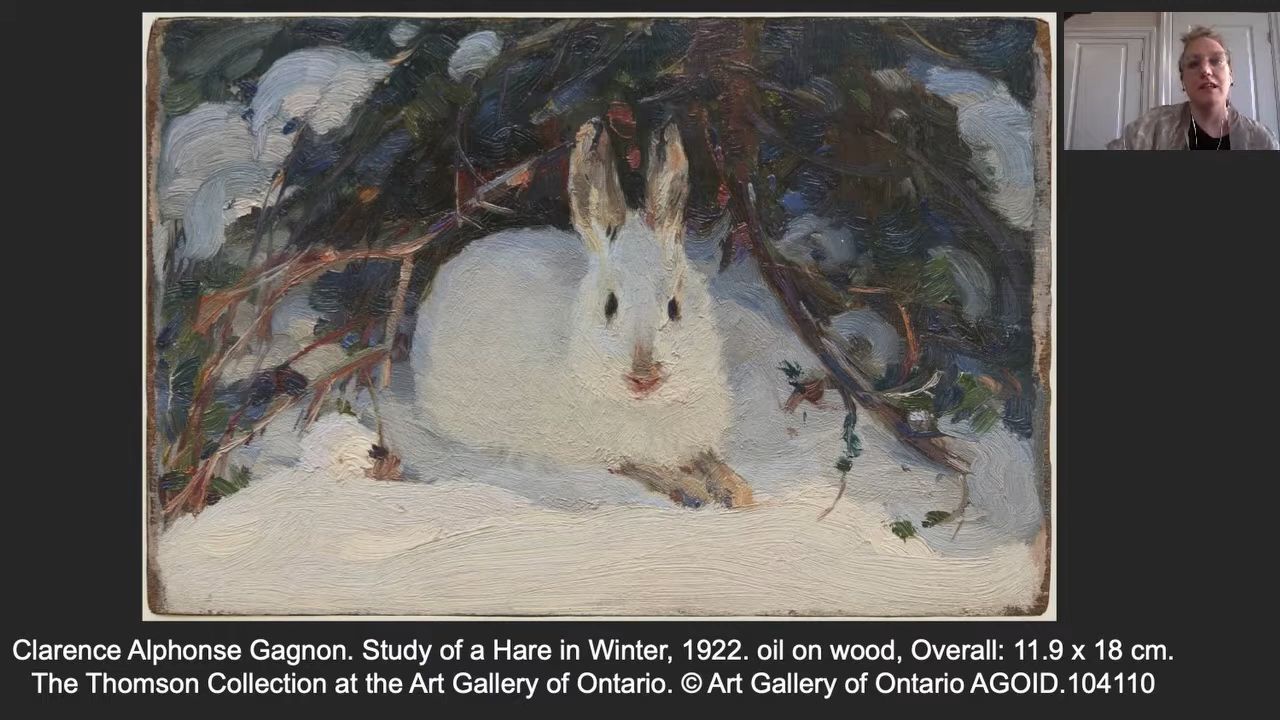 Clarence Alphonse Gagnon. Study of a Hare in Winter, 1922. oil on wood, Overall: 11.9 x 18 cm.
The Thomson Collection at the Art Gallery of Ontario. © Art Gallery of Ontario AGOID.104110